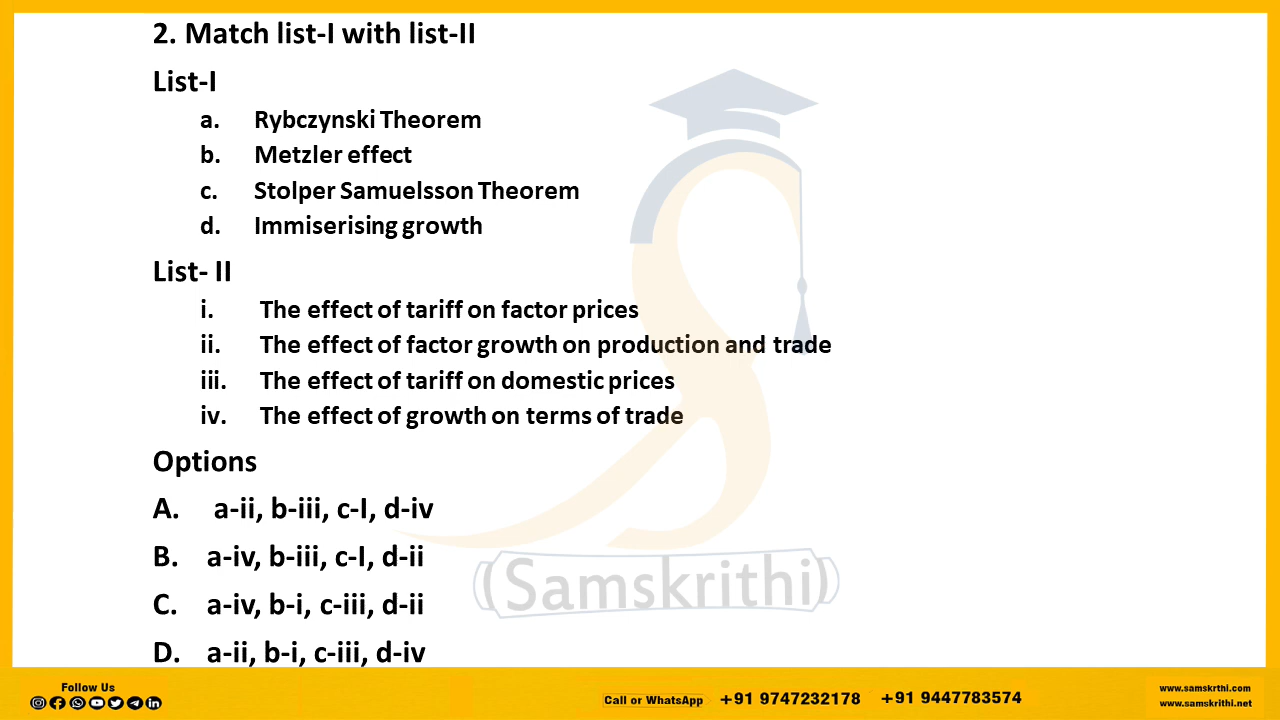 2. Match list-I with list-II
List-I
a. Rybczynski Theorem
b. Metzler effect
c. Stolper Samuelsson Theorem
d. Immiserising growth
List- II
i. The effect of tariff on factor prices
ii. The effect of factor growth on production and trade
iii. The effect of tariff on domestic prices
iv. The effect of growth on terms of trade
Options
A. a-ii, b-iii, c-I, d-iv
B. a-iv, b-iii, c-I, d-ii
C. a-iv, b-i, c-iii, d-ii
D. a-ii, b-i, c-iii, d-iv
Samskrithi
Follow Us
Call or WhatsApp +91 9747232178 +91 9447783574
www.samskrthi.com
www.samskrithi.net